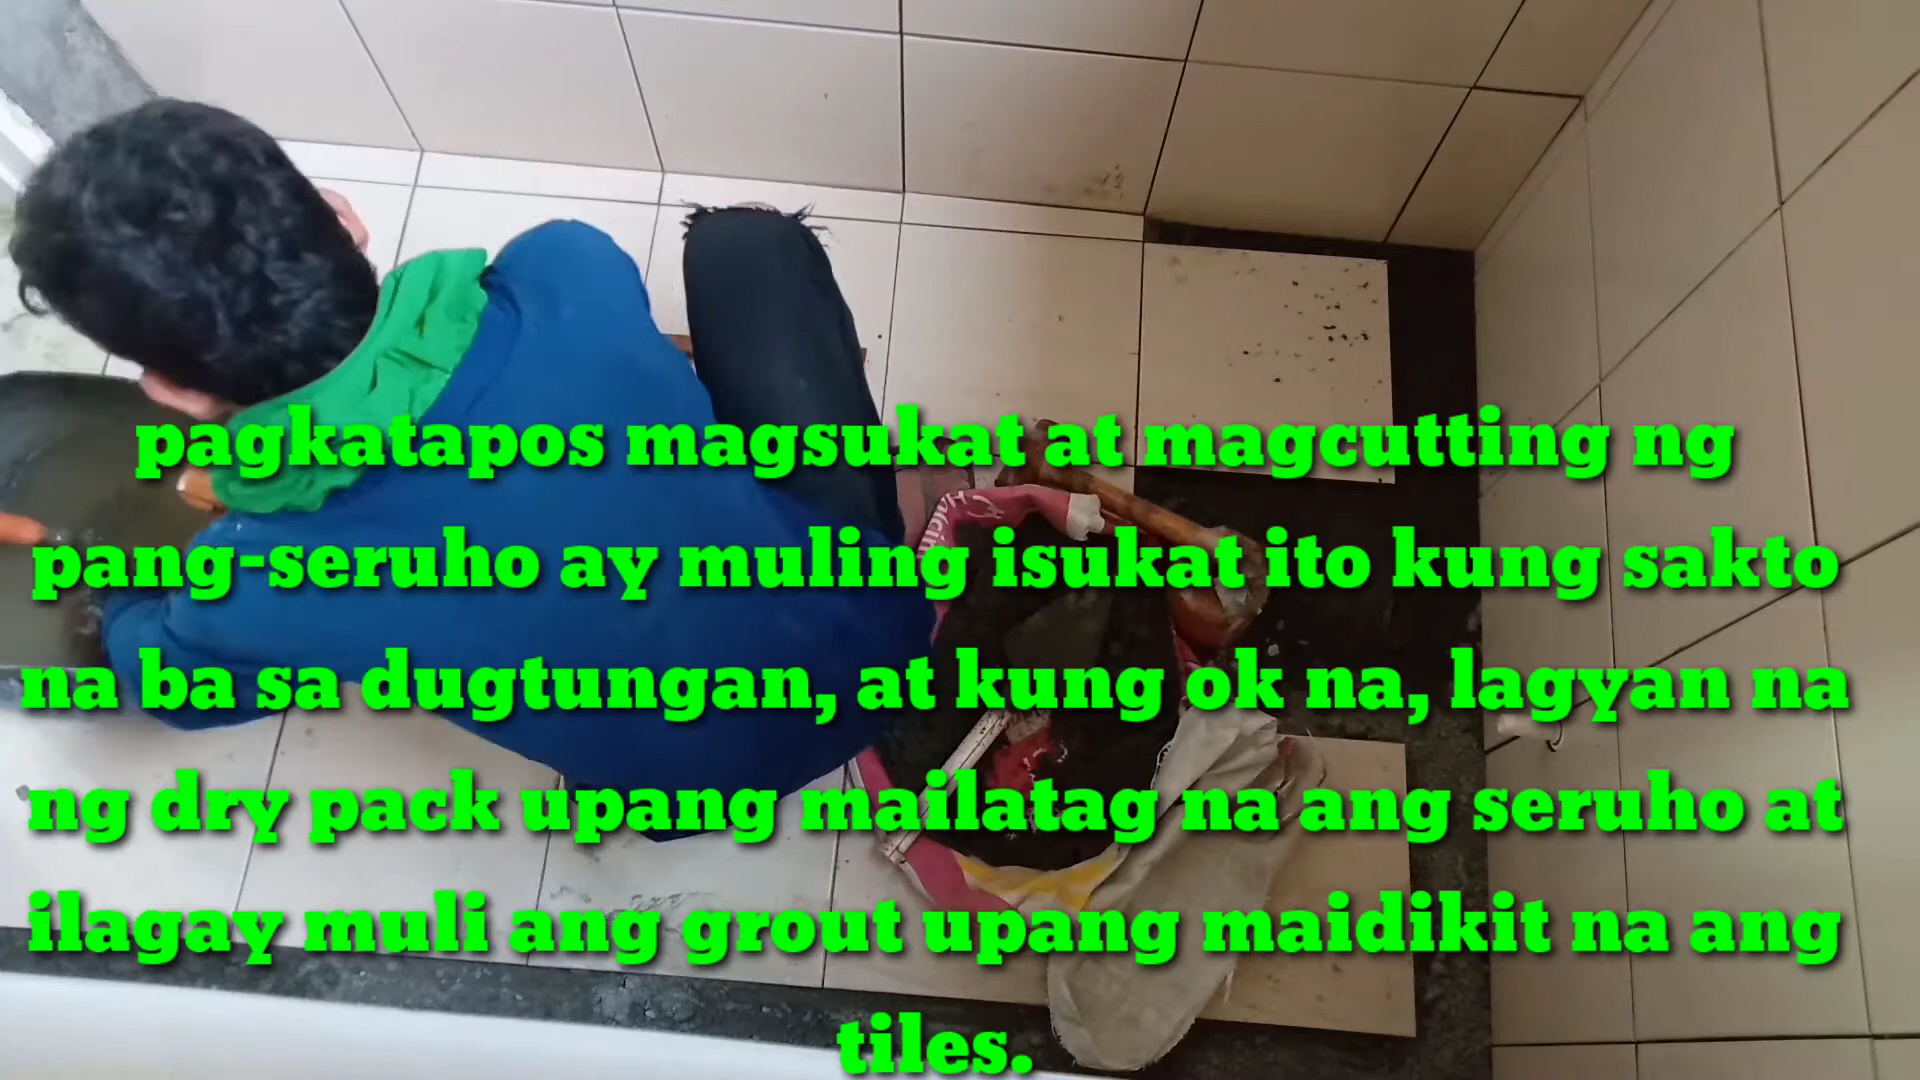 pagkatapos magsukat at magcutting ng
pang-seruho ay muling isukat ito kung sakto
na ba sa dugtungan, at kung ok na, lagyan na
ng dry pack upang mailatag na ang seruho at
ilagay muli ang grout upang maidikit na ang
tiles.